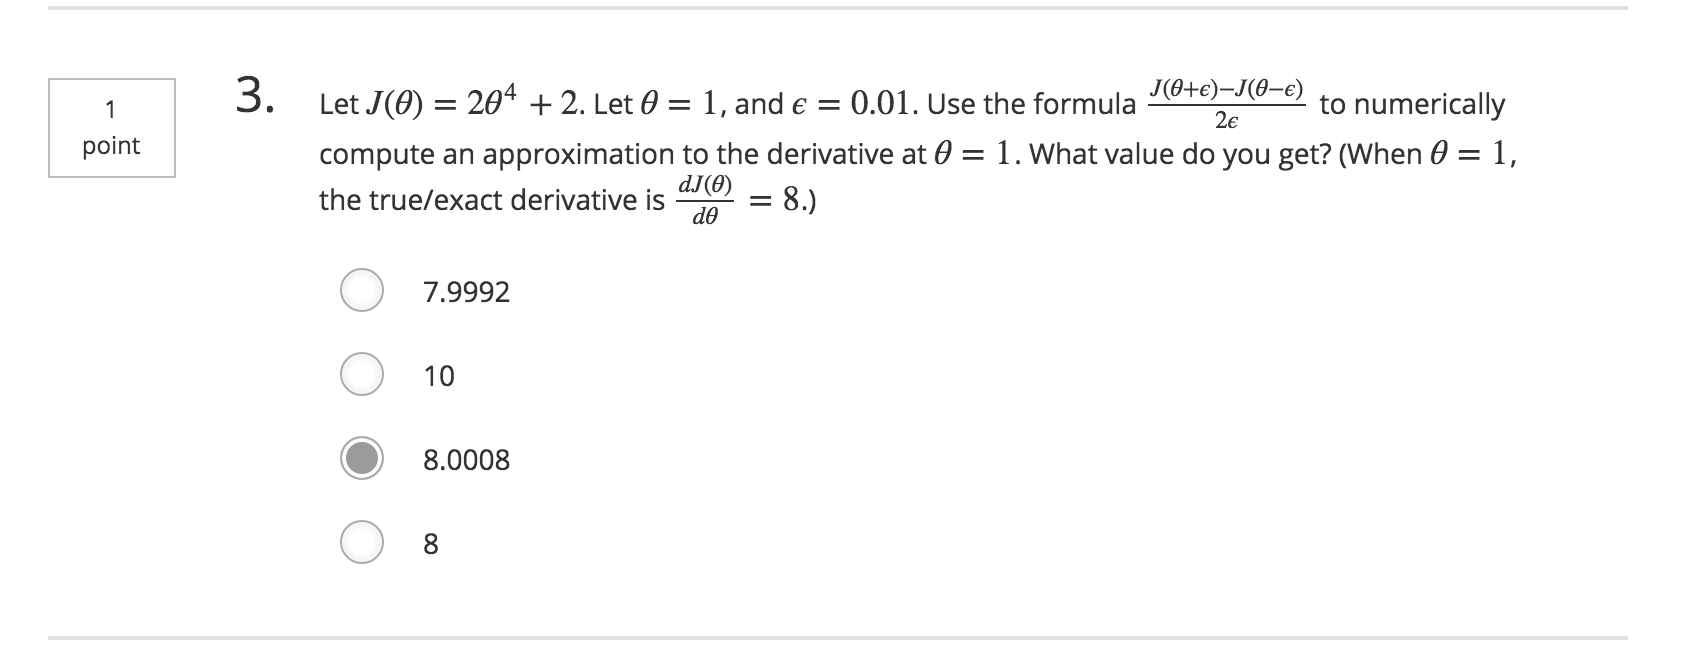 1
point
3.
Let J(θ) = 2θ⁴ + 2. Let θ = 1, and ϵ = 0.01. Use the formula \frac{J(θ+ϵ)−J(θ−ϵ)}{2ϵ} to numerically
compute an approximation to the derivative at θ = 1. What value do you get? (When θ = 1,
the true/exact derivative is \frac{dJ(θ)}{dθ} = 8.)
7.9992
10
8.0008
8